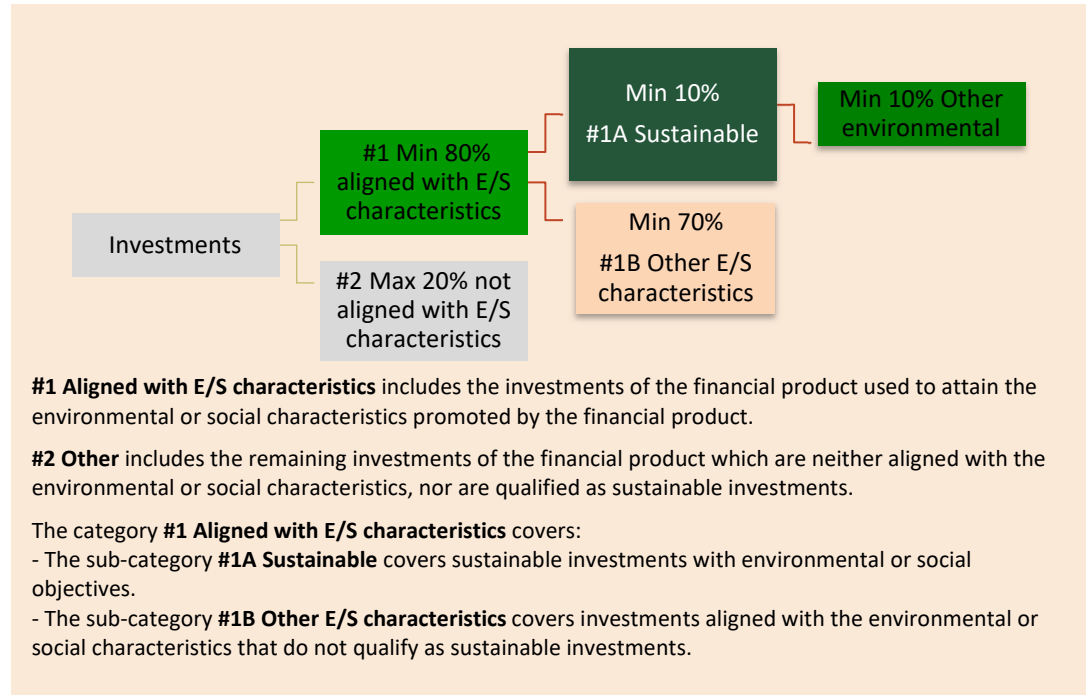 Investments
#1 Min 80%
aligned with E/S
characteristics
#2 Max 20% not
aligned with E/S
characteristics
Min 10%
#1A Sustainable
Min 70%
#1B Other E/S
characteristics
Min 10% Other
environmental
#1 Aligned with E/S characteristics includes the investments of the financial product used to attain the
environmental or social characteristics promoted by the financial product.
#2 Other includes the remaining investments of the financial product which are neither aligned with the
environmental or social characteristics, nor are qualified as sustainable investments.
The category #1 Aligned with E/S characteristics covers:
- The sub-category #1A Sustainable covers sustainable investments with environmental or social
objectives.
- The sub-category #1B Other E/S characteristics covers investments aligned with the environmental or
social characteristics that do not qualify as sustainable investments.